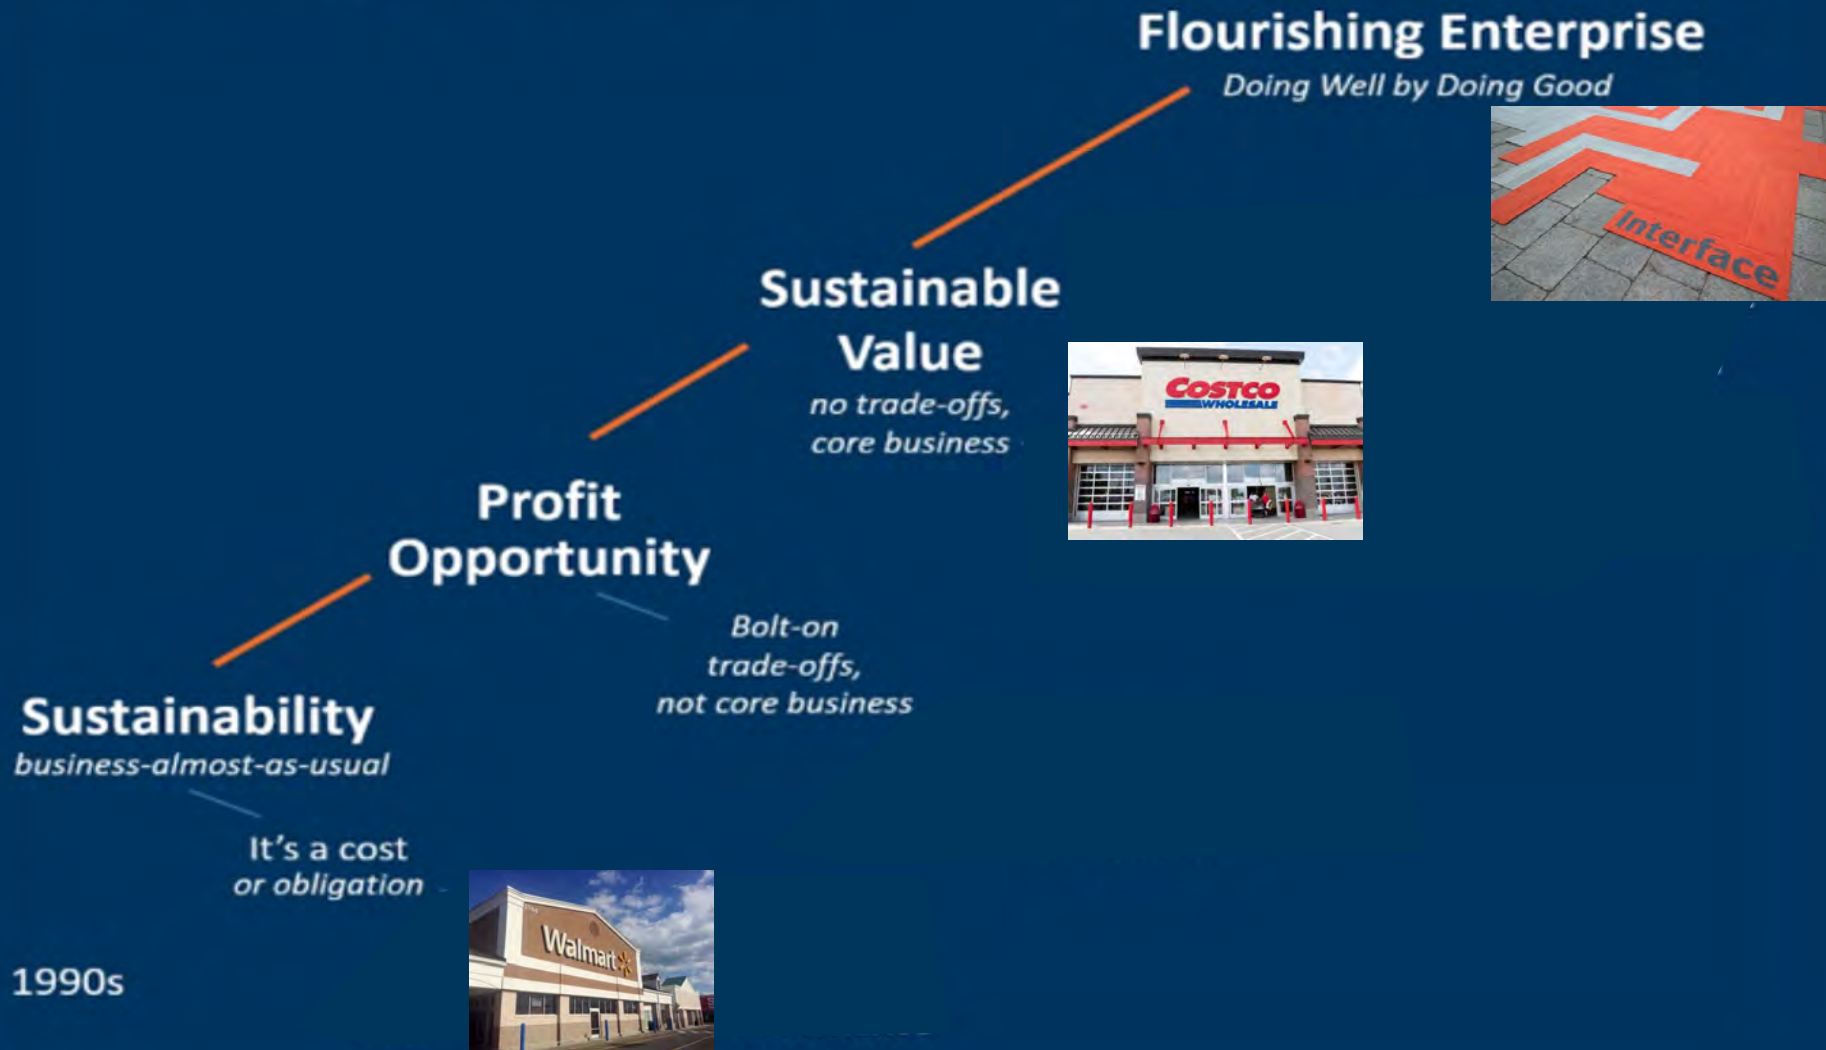 Flourishing Enterprise
Doing Well by Doing Good
Interface
Sustainable
Value
no trade-offs,
core business
COSTCO
WHOLESALE
Profit
Opportunity
Bolt-on
trade-offs,
not core business
Sustainability
business-almost-as-usual
It's a cost
or obligation
Walmart
1990s